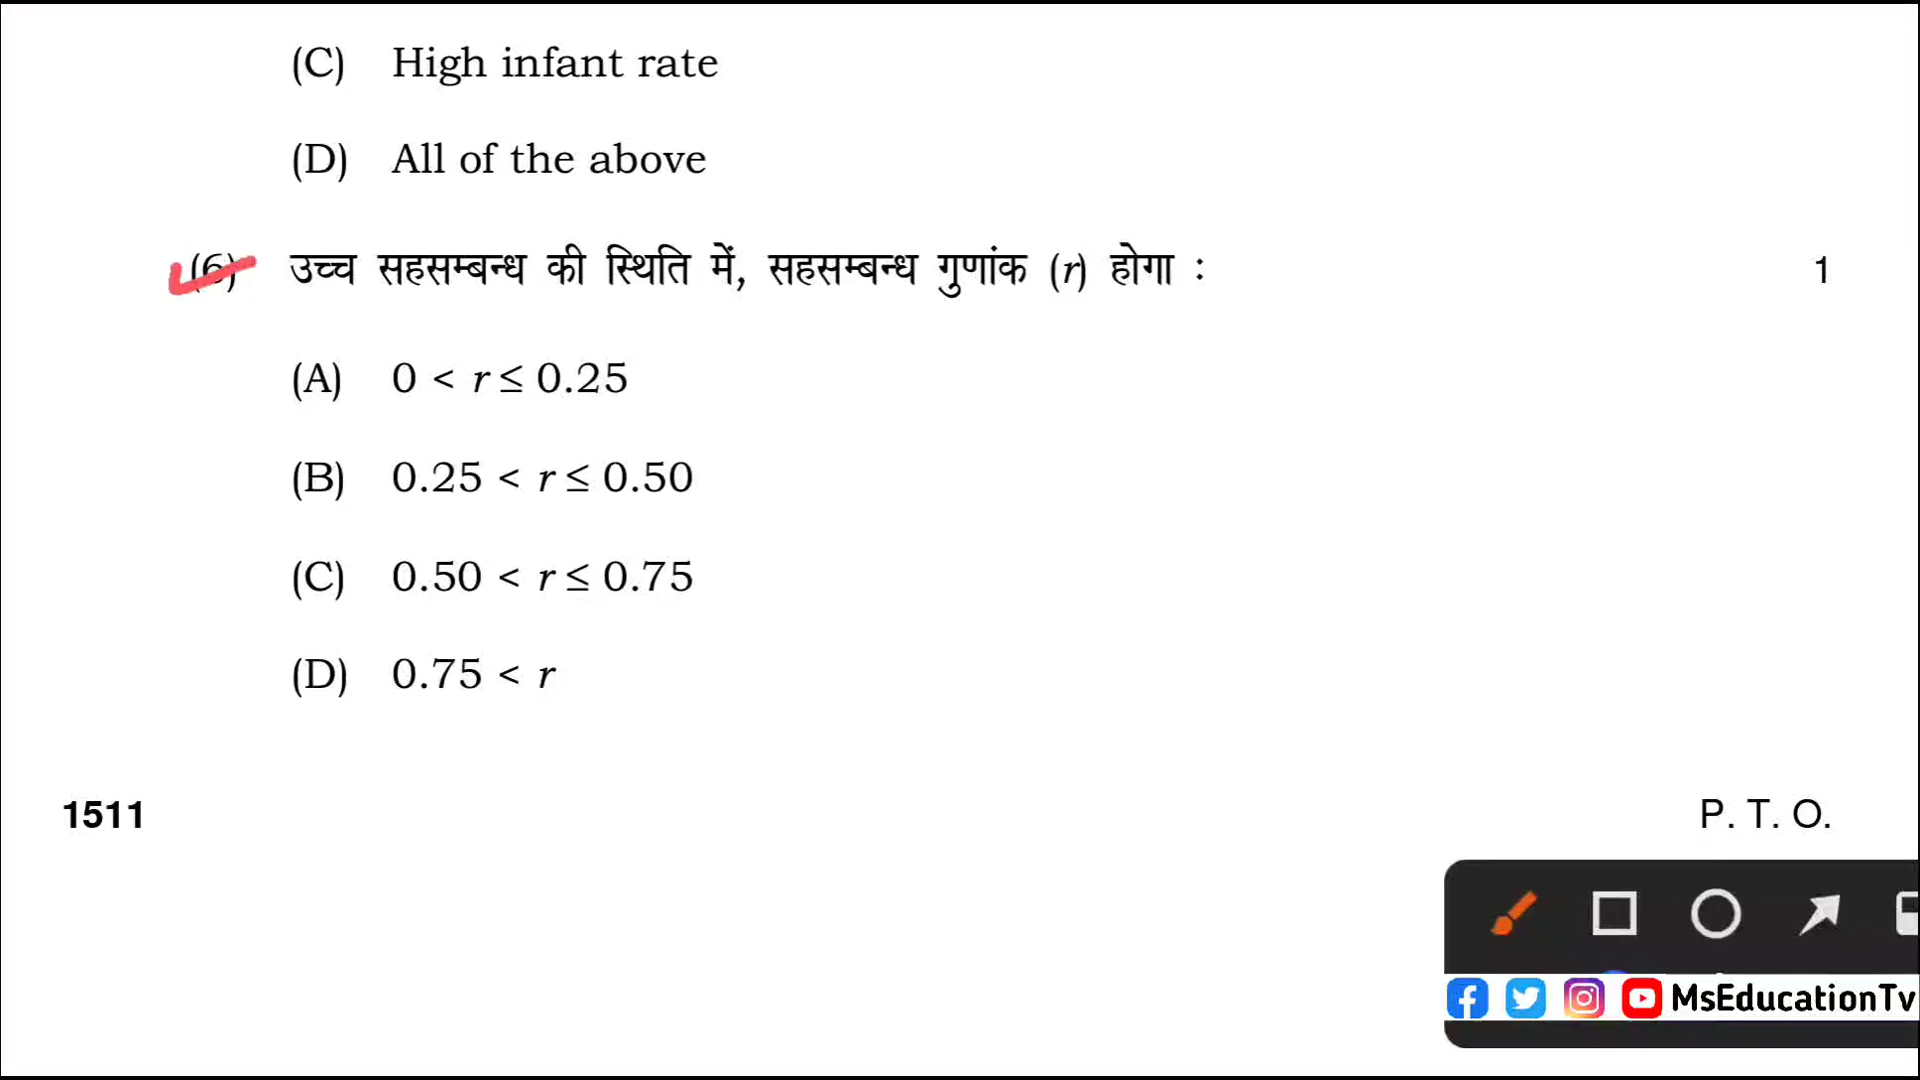 (C) High infant rate
(D) All of the above
(6) उच्च सहसम्बन्ध की स्थिति में, सहसम्बन्ध गुणांक (r) होगा : 1
(A) 0 < r ≤ 0.25
(B) 0.25 < r ≤ 0.50
(C) 0.50 < r ≤ 0.75
(D) 0.75 < r
1511 P. T. O.
MsEducationTv